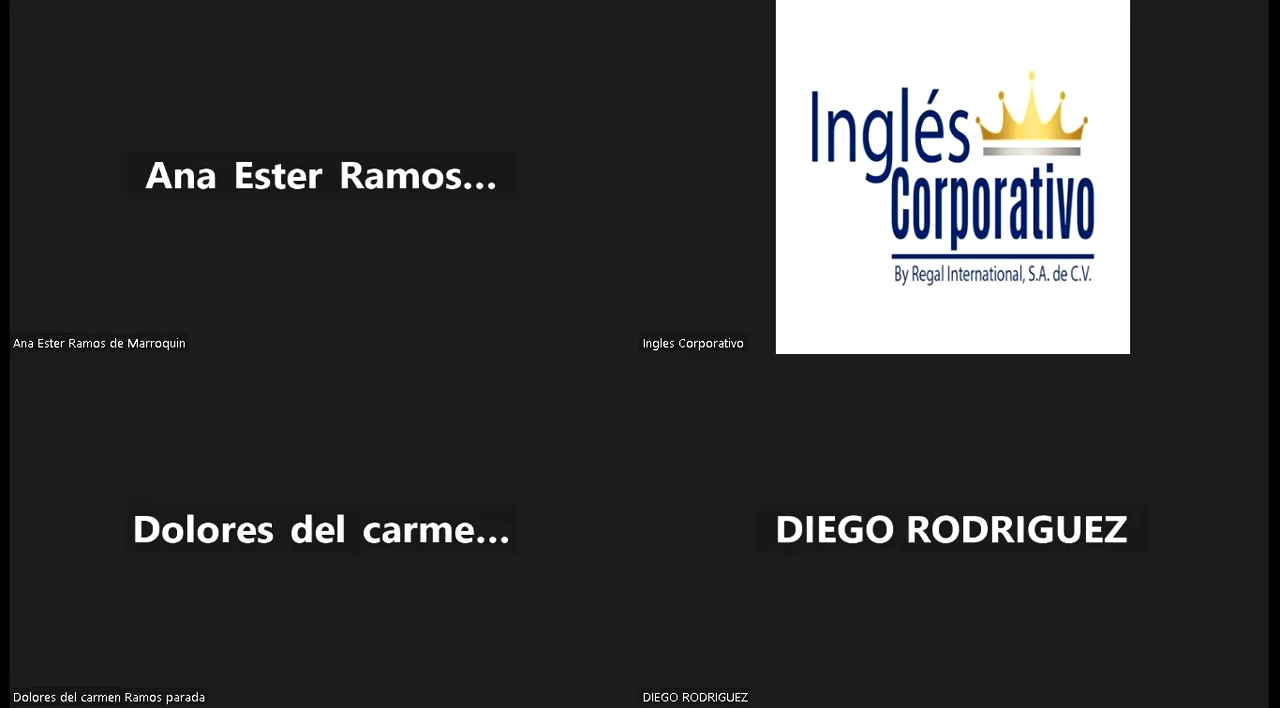 Ana Ester Ramos...
Ana Ester Ramos de Marroquin
Inglés
Corporativo
By Regal International, S.A. de C.V.
Ingles Corporativo
Dolores del carme...
Dolores del carmen Ramos parada
DIEGO RODRIGUEZ
DIEGO RODRIGUEZ